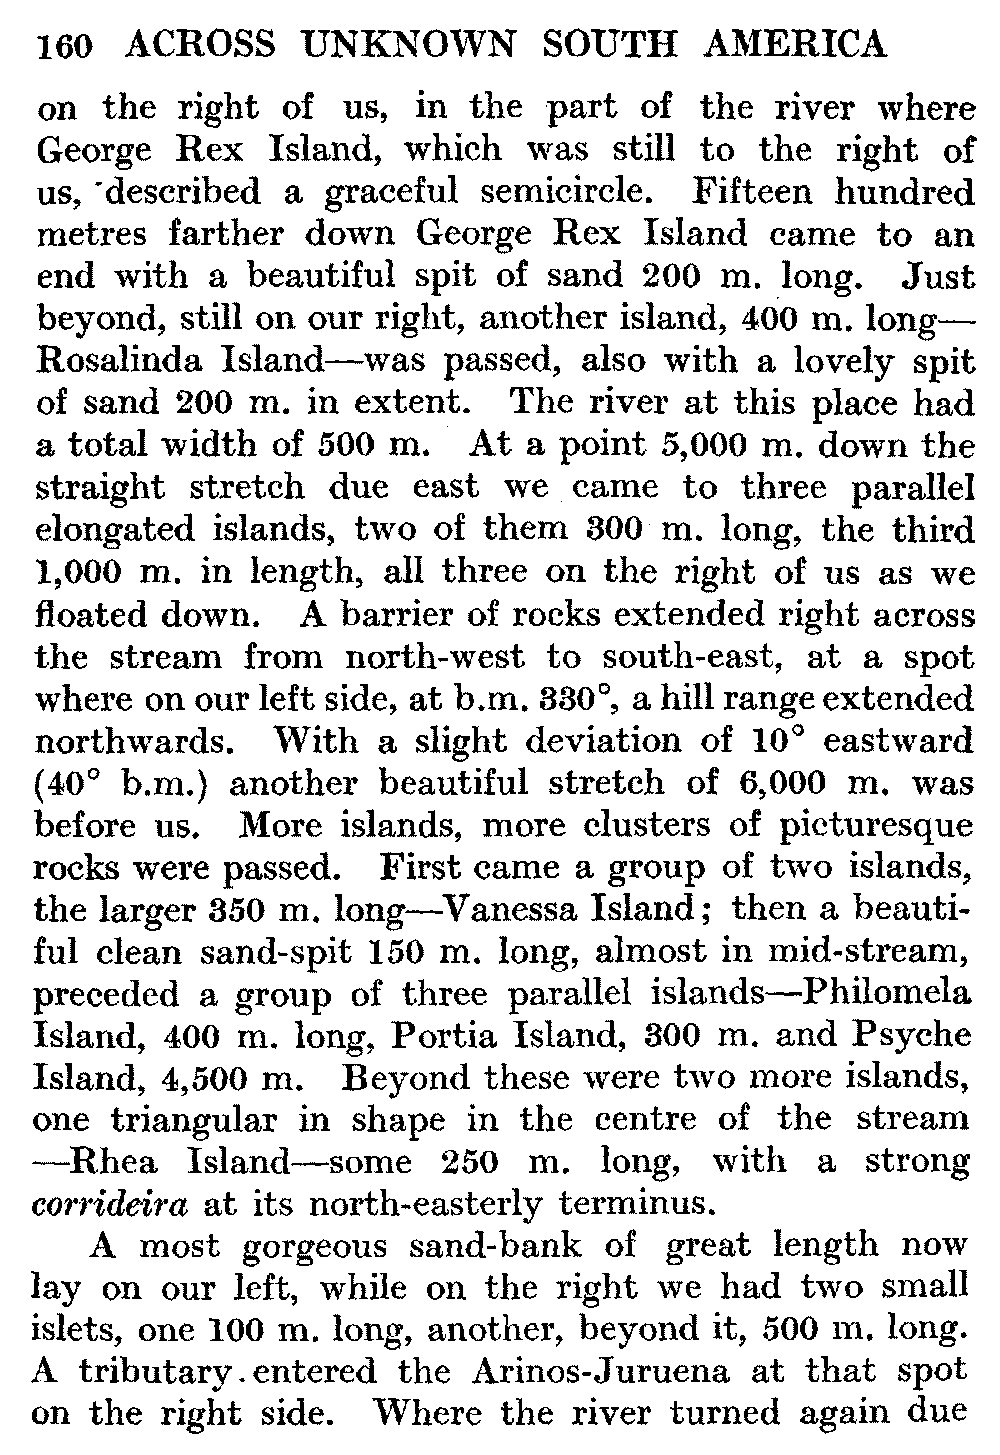 160 ACROSS UNKNOWN SOUTH AMERICA
on the right of us, in the part of the river where
George Rex Island, which was still to the right of
us, described a graceful semicircle. Fifteen hundred
metres farther down George Rex Island came to an
end with a beautiful spit of sand 200 m. long. Just
beyond, still on our right, another island, 400 m. long—
Rosalinda Island—was passed, also with a lovely spit
of sand 200 m. in extent. The river at this place had
a total width of 500 m. At a point 5,000 m. down the
straight stretch due east we came to three parallel
elongated islands, two of them 300 m. long, the third
1,000 m. in length, all three on the right of us as we
floated down. A barrier of rocks extended right across
the stream from north-west to south-east, at a spot
where on our left side, at b.m. 330°, a hill range extended
northwards. With a slight deviation of 10° eastward
(40° b.m.) another beautiful stretch of 6,000 m. was
before us. More islands, more clusters of picturesque
rocks were passed. First came a group of two islands,
the larger 350 m. long—Vanessa Island; then a beauti-
ful clean sand-spit 150 m. long, almost in mid-stream,
preceded a group of three parallel islands—Philomela
Island, 400 m. long, Portia Island, 300 m. and Psyche
Island, 4,500 m. Beyond these were two more islands,
one triangular in shape in the centre of the stream
—Rhea Island—some 250 m. long, with a strong
corrideira at its north-easterly terminus.
A most gorgeous sand-bank of great length now
lay on our left, while on the right we had two small
islets, one 100 m. long, another, beyond it, 500 m. long.
A tributary entered the Arinos-Juruena at that spot
on the right side. Where the river turned again due